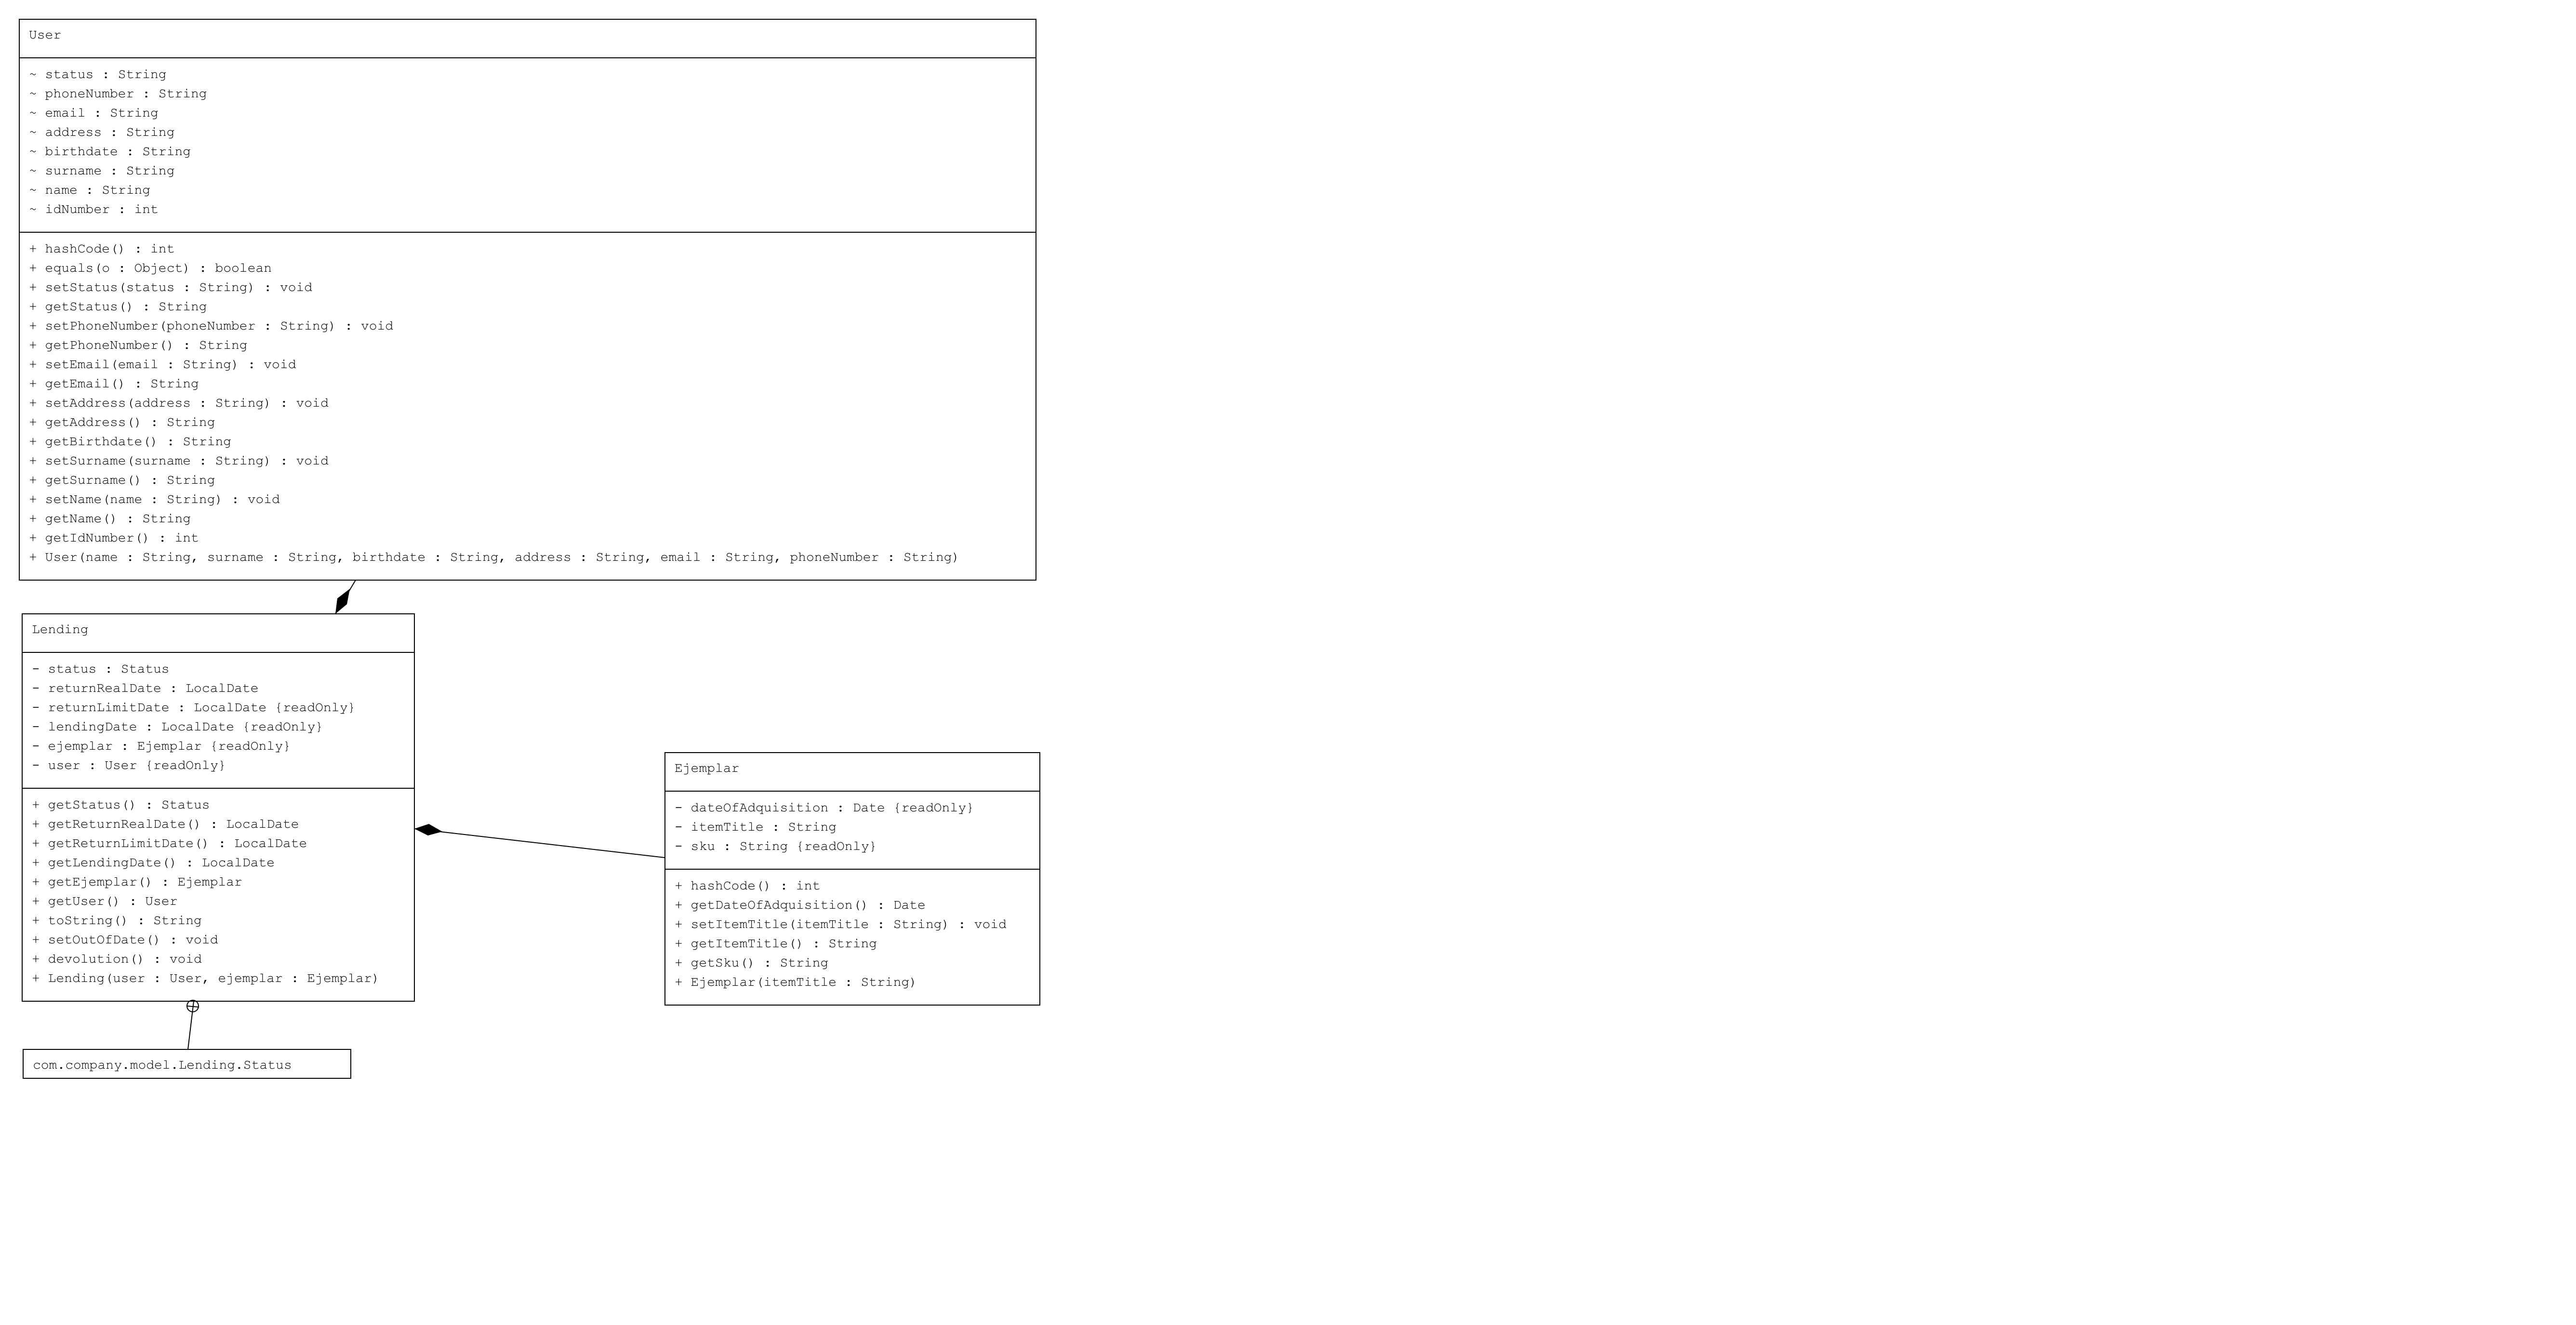 User
~ status : String
~ phoneNumber : String
~ email : String
~ address : String
~ birthdate : String
~ surname : String
~ name : String
~ idNumber : int
+ hashCode() : int
+ equals(o : Object) : boolean
+ setStatus(status : String) : void
+ getStatus() : String
+ setPhoneNumber(phoneNumber : String) : void
+ getPhoneNumber() : String
+ setEmail(email : String) : void
+ getEmail() : String
+ setAddress(address : String) : void
+ getAddress() : String
+ getBirthdate() : String
+ setSurname(surname : String) : void
+ getSurname() : String
+ setName(name : String) : void
+ getName() : String
+ getIdNumber() : int
+ User(name : String, surname : String, birthdate : String, address : String, email : String, phoneNumber : String)
Lending
- status : Status
- returnRealDate : LocalDate
- returnLimitDate : LocalDate {readOnly}
- lendingDate : LocalDate {readOnly}
- ejemplar : Ejemplar {readOnly}
- user : User {readOnly}
+ getStatus() : Status
+ getReturnRealDate() : LocalDate
+ getReturnLimitDate() : LocalDate
+ getLendingDate() : LocalDate
+ getEjemplar() : Ejemplar
+ getUser() : User
+ toString() : String
+ setOutOfDate() : void
+ devolution() : void
+ Lending(user : User, ejemplar : Ejemplar)
Ejemplar
- dateOfAdquisition : Date {readOnly}
- itemTitle : String
- sku : String {readOnly}
+ hashCode() : int
+ getDateOfAdquisition() : Date
+ setItemTitle(itemTitle : String) : void
+ getItemTitle() : String
+ getSku() : String
+ Ejemplar(itemTitle : String)
com.company.model.Lending.Status